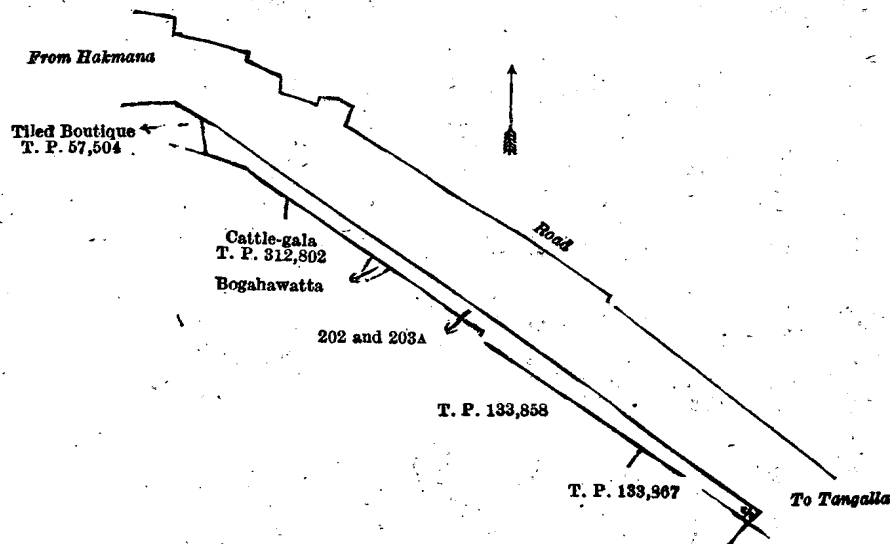 From Hakmana
Tiled Boutique
T. P. 57,504
Road
Cattle-gala
T. P. 312,802
Bogahawatta
202 and 203A
T. P. 133,858
T. P. 133,867
To Tangalla